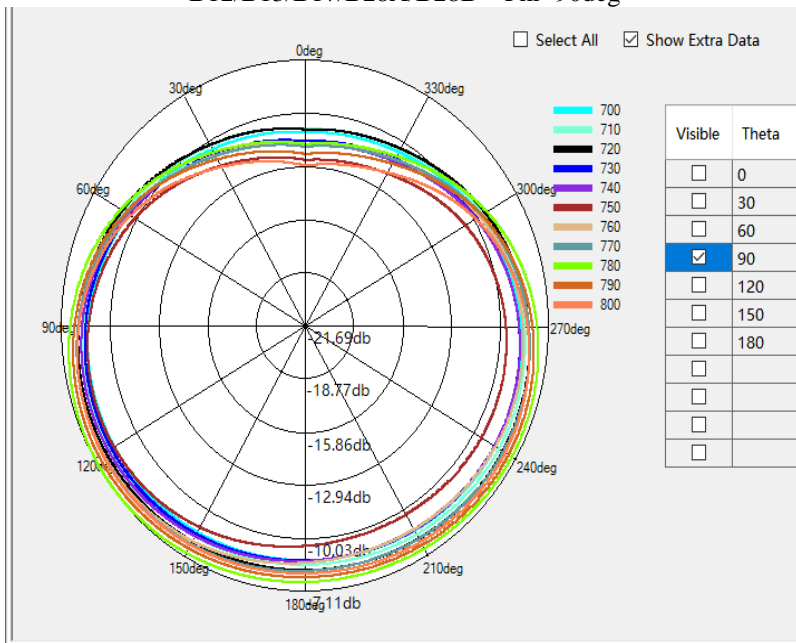 Select All
Show Extra Data
0deg
30deg
330deg
60deg
300deg
90deg
270deg
120deg
240deg
150deg
210deg
180deg
-21.69db
-18.77db
-15.86db
-12.94db
-10.03db
-7.11db
700
710
720
730
740
750
760
770
780
790
800
Visible Theta
0
30
60
90
120
150
180